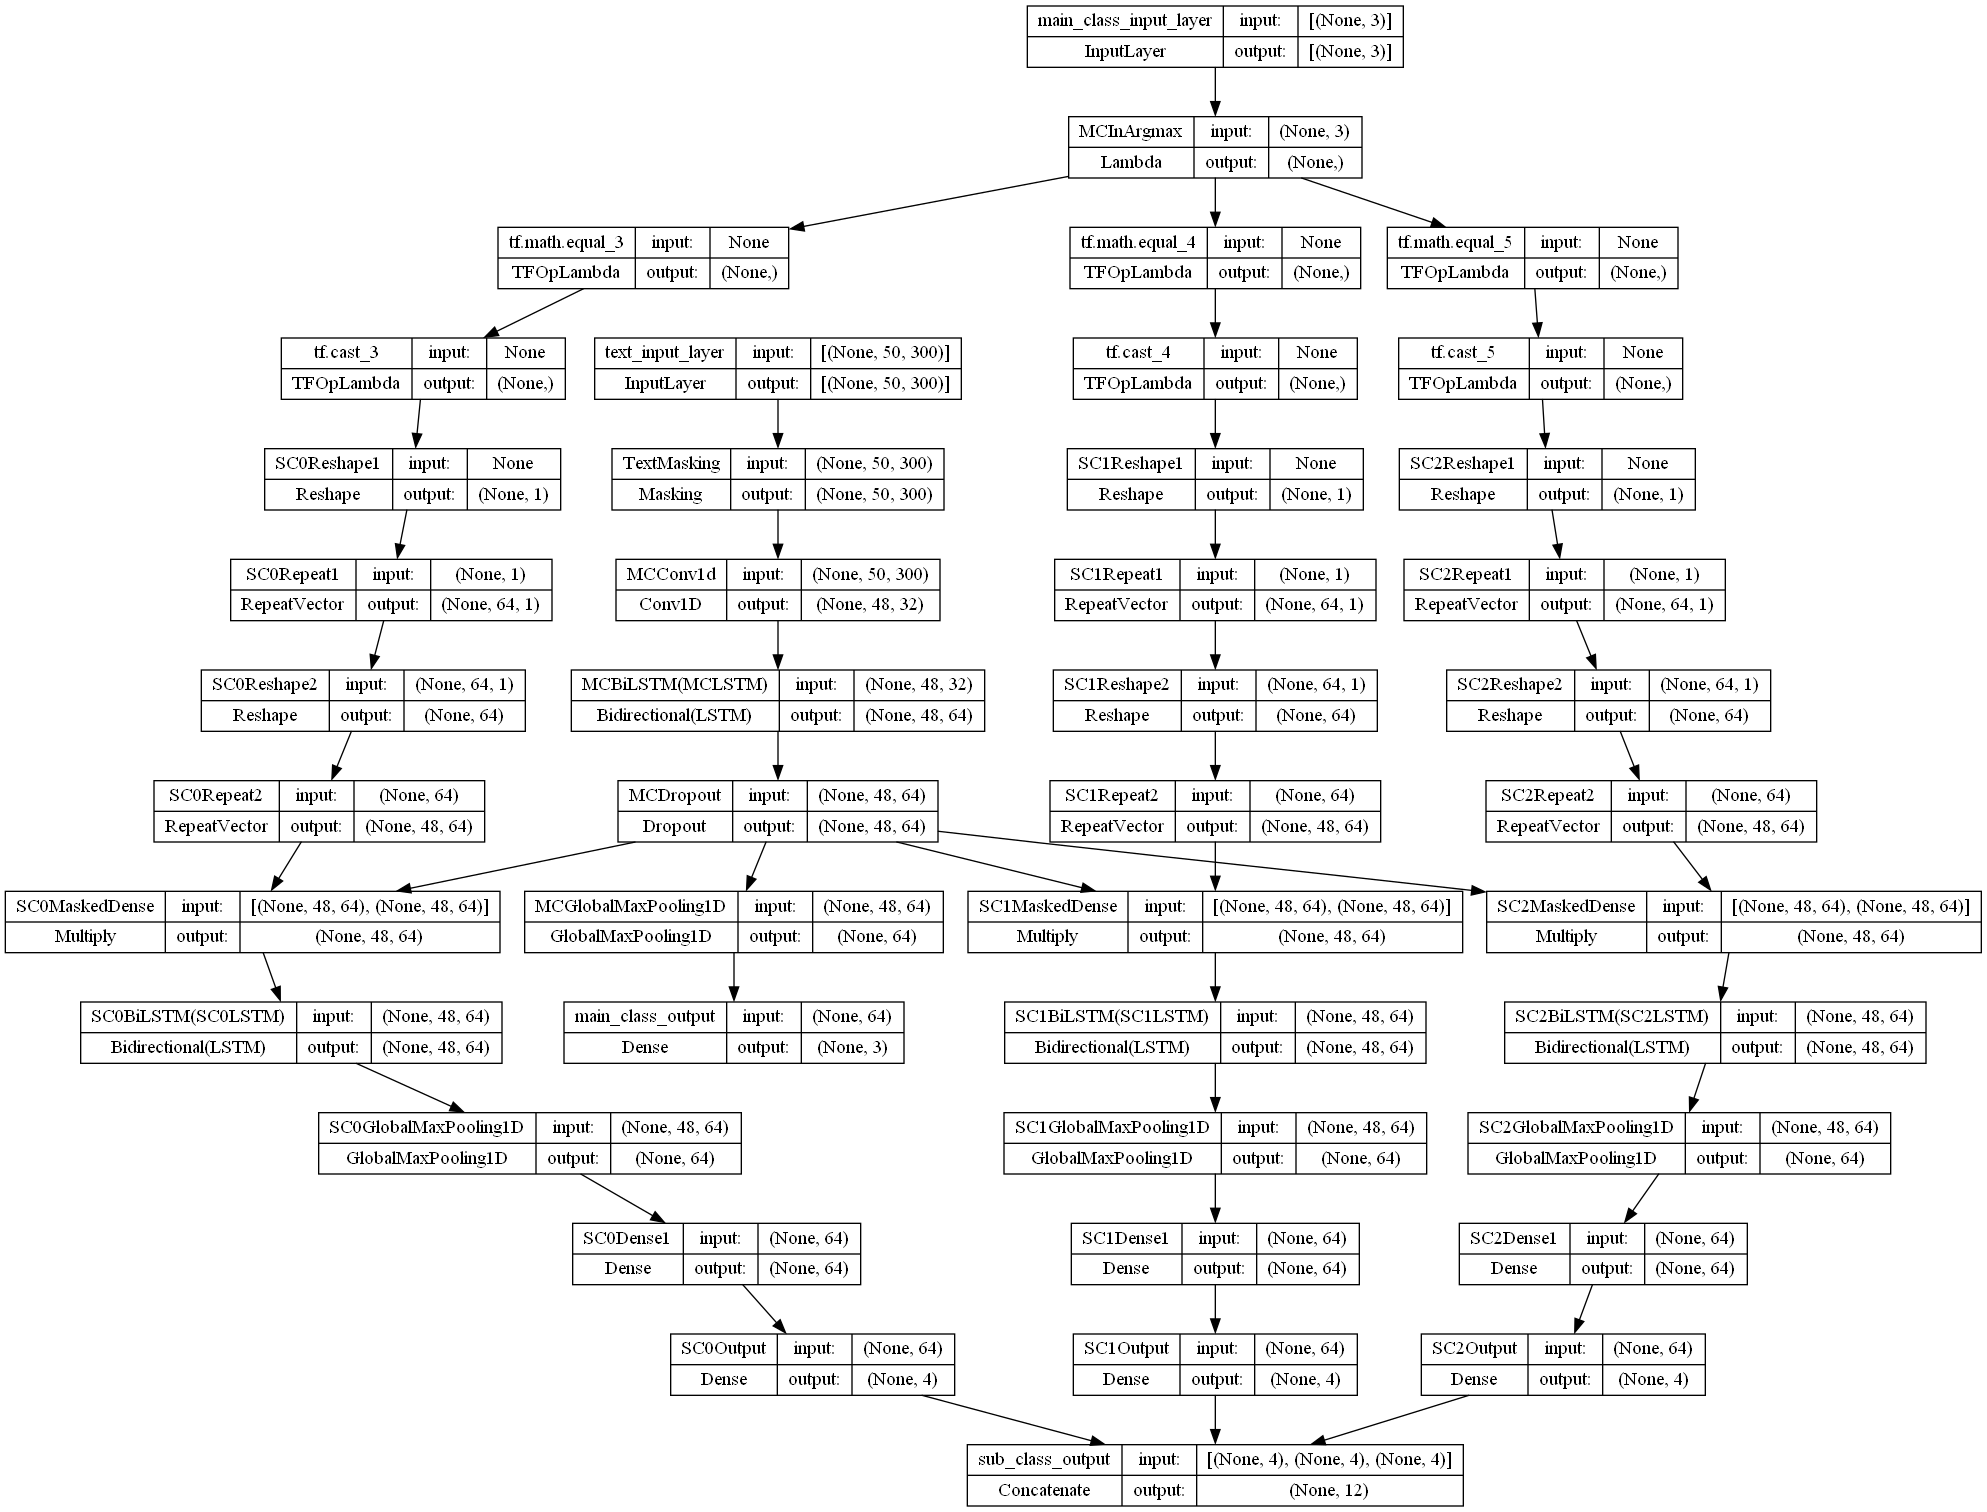 main_class_input_layer input: [(None, 3)]
InputLayer output: [(None, 3)]
MCInArgmax input: (None, 3)
Lambda output: (None,)
tf.math.equal_3 input: None
TFOpLambda output: (None,)
tf.math.equal_4 input: None
TFOpLambda output: (None,)
tf.math.equal_5 input: None
TFOpLambda output: (None,)
tf.cast_3 input: None
TFOpLambda output: (None,)
text_input_layer input: [(None, 50, 300)]
InputLayer output: [(None, 50, 300)]
tf.cast_4 input: None
TFOpLambda output: (None,)
tf.cast_5 input: None
TFOpLambda output: (None,)
SC0Reshape1 input: None
Reshape output: (None, 1)
TextMasking input: (None, 50, 300)
Masking output: (None, 50, 300)
SC1Reshape1 input: None
Reshape output: (None, 1)
SC2Reshape1 input: None
Reshape output: (None, 1)
SC0Repeat1 input: (None, 1)
RepeatVector output: (None, 64, 1)
MCConv1d input: (None, 50, 300)
Conv1D output: (None, 48, 32)
SC1Repeat1 input: (None, 1)
RepeatVector output: (None, 64, 1)
SC2Repeat1 input: (None, 1)
RepeatVector output: (None, 64, 1)
SC0Reshape2 input: (None, 64, 1)
Reshape output: (None, 64)
MCBiLSTM(MCLSTM) input: (None, 48, 32)
Bidirectional(LSTM) output: (None, 48, 64)
SC1Reshape2 input: (None, 64, 1)
Reshape output: (None, 64)
SC2Reshape2 input: (None, 64, 1)
Reshape output: (None, 64)
SC0Repeat2 input: (None, 64)
RepeatVector output: (None, 48, 64)
MCDropout input: (None, 48, 64)
Dropout output: (None, 48, 64)
SC1Repeat2 input: (None, 64)
RepeatVector output: (None, 48, 64)
SC2Repeat2 input: (None, 64)
RepeatVector output: (None, 48, 64)
SC0MaskedDense input: [(None, 48, 64), (None, 48, 64)]
Multiply output: (None, 48, 64)
MCGlobalMaxPooling1D input: (None, 48, 64)
GlobalMaxPooling1D output: (None, 64)
SC1MaskedDense input: [(None, 48, 64), (None, 48, 64)]
Multiply output: (None, 48, 64)
SC2MaskedDense input: [(None, 48, 64), (None, 48, 64)]
Multiply output: (None, 48, 64)
SC0BiLSTM(SC0LSTM) input: (None, 48, 64)
Bidirectional(LSTM) output: (None, 48, 64)
main_class_output input: (None, 64)
Dense output: (None, 3)
SC1BiLSTM(SC1LSTM) input: (None, 48, 64)
Bidirectional(LSTM) output: (None, 48, 64)
SC2BiLSTM(SC2LSTM) input: (None, 48, 64)
Bidirectional(LSTM) output: (None, 48, 64)
SC0GlobalMaxPooling1D input: (None, 48, 64)
GlobalMaxPooling1D output: (None, 64)
SC1GlobalMaxPooling1D input: (None, 48, 64)
GlobalMaxPooling1D output: (None, 64)
SC2GlobalMaxPooling1D input: (None, 48, 64)
GlobalMaxPooling1D output: (None, 64)
SC0Dense1 input: (None, 64)
Dense output: (None, 64)
SC1Dense1 input: (None, 64)
Dense output: (None, 64)
SC2Dense1 input: (None, 64)
Dense output: (None, 64)
SC0Output input: (None, 64)
Dense output: (None, 4)
SC1Output input: (None, 64)
Dense output: (None, 4)
SC2Output input: (None, 64)
Dense output: (None, 4)
sub_class_output input: [(None, 4), (None, 4), (None, 4)]
Concatenate output: (None, 12)